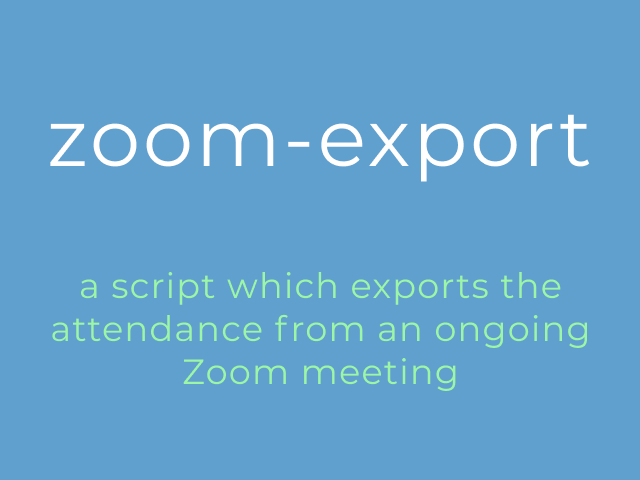 zoom-export
a script which exports the
attendance from an ongoing
Zoom meeting